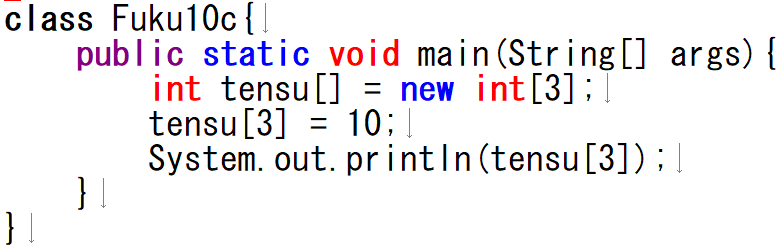 class Fuku10c{↓
    public static void main(String[] args){
        int tensu[] = new int[3];↓
        tensu[3] = 10;↓
        System.out.println(tensu[3]);↓
    }↓
}↓